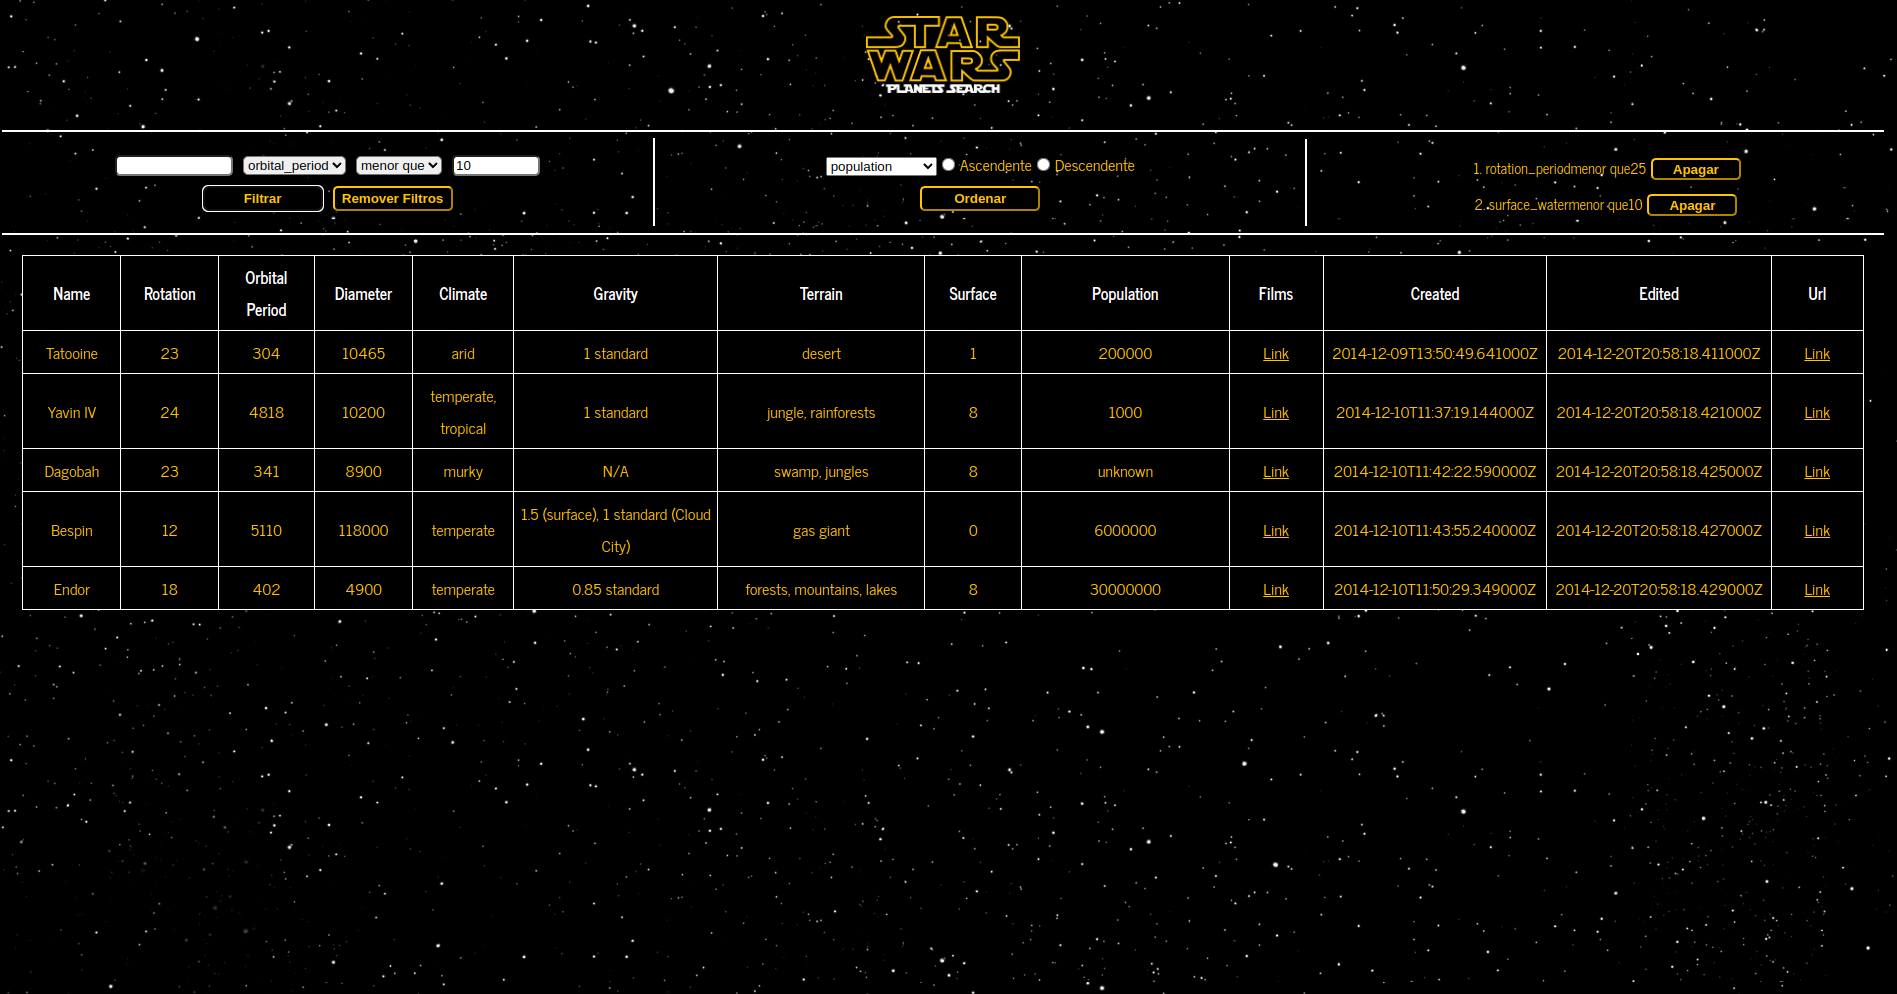 STAR
WARS
PLANETS SEARCH
orbital_period menor que 10
Filtrar Remover Filtros
population Ascendente Descendente
Ordenar
1. rotation_periodmenor que25 Apagar
2. surface_watermenor que10 Apagar
Name Rotation Orbital Period Diameter Climate Gravity Terrain Surface Population Films Created Edited Url
Tatooine 23 304 10465 arid 1 standard desert 1 200000 Link 2014-12-09T13:50:49.641000Z 2014-12-20T20:58:18.411000Z Link
Yavin IV 24 4818 10200 temperate, tropical 1 standard jungle, rainforests 8 1000 Link 2014-12-10T11:37:19.144000Z 2014-12-20T20:58:18.421000Z Link
Dagobah 23 341 8900 murky N/A swamp, jungles 8 unknown Link 2014-12-10T11:42:22.590000Z 2014-12-20T20:58:18.425000Z Link
Bespin 12 5110 118000 temperate 1.5 (surface), 1 standard (Cloud City) gas giant 0 6000000 Link 2014-12-10T11:43:55.240000Z 2014-12-20T20:58:18.427000Z Link
Endor 18 402 4900 temperate 0.85 standard forests, mountains, lakes 8 30000000 Link 2014-12-10T11:50:29.349000Z 2014-12-20T20:58:18.429000Z Link